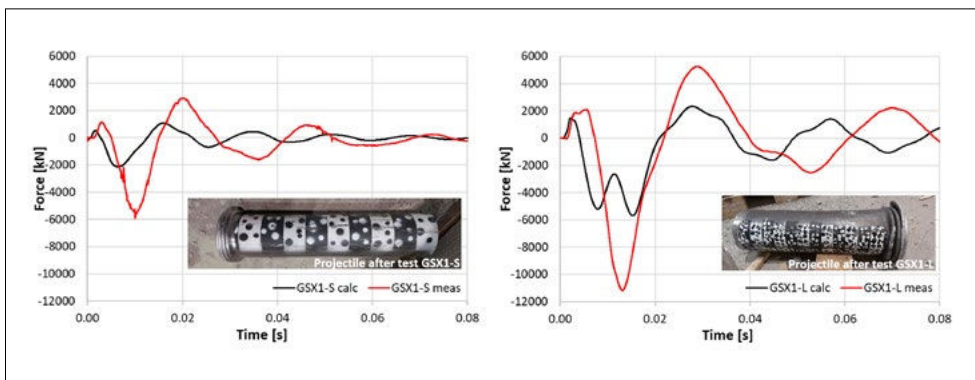 6000
4000
2000
0
-2000
-4000
-6000
-8000
-10000
-12000
Force [kN]
0.00 0.02 0.04 0.06 0.08
Time [s]
Projectile after test GSX1-S
GSX1-S calc GSX1-S meas
6000
4000
2000
0
-2000
-4000
-6000
-8000
-10000
-12000
Force [kN]
0.00 0.02 0.04 0.06 0.08
Time [s]
Projectile after test GSX1-L
GSX1-L calc GSX1-L meas